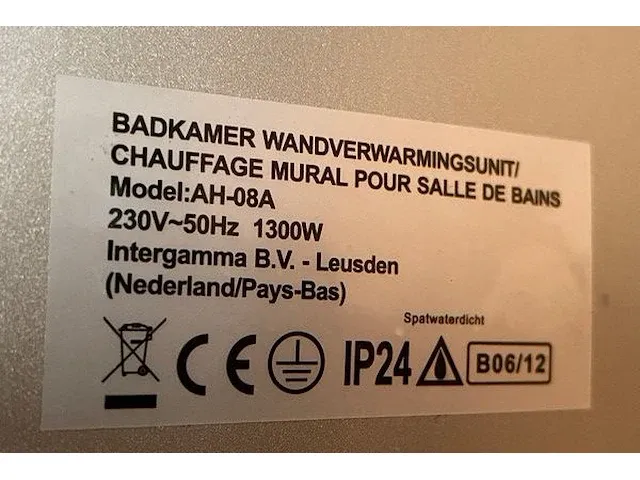 BADKAMER WANDVERWARMINGSUNIT/
CHAUFFAGE MURAL POUR SALLE DE BAINS
Model:AH-08A
230V~50Hz 1300W
Intergamma B.V. - Leusden
(Nederland/Pays-Bas)
Spatwaterdicht
CE IP24 B06/12